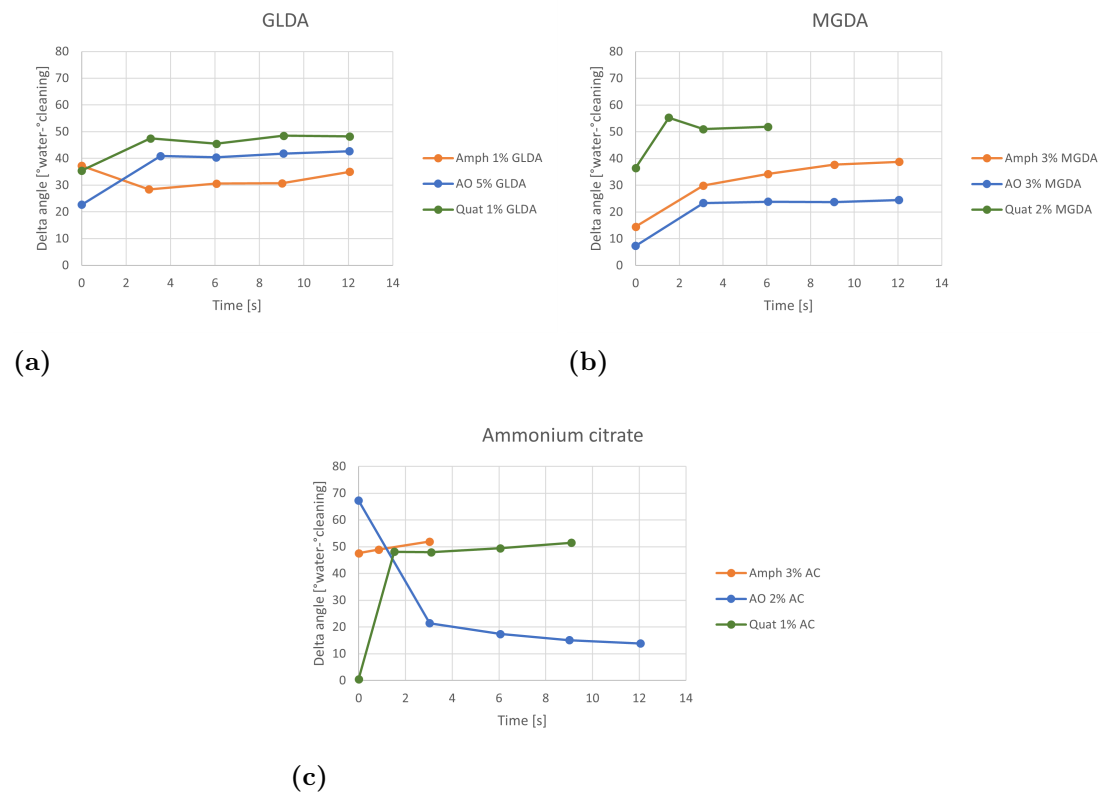 GLDA
80
70
60
50
40
30
20
10
0
0 2 4 6 8 10 12 14
Delta angle [°water-°cleaning]
Time [s]
Amph 1% GLDA
AO 5% GLDA
Quat 1% GLDA
(a)
MGDA
80
70
60
50
40
30
20
10
0
0 2 4 6 8 10 12 14
Delta angle [°water-°cleaning]
Time [s]
Amph 3% MGDA
AO 3% MGDA
Quat 2% MGDA
(b)
Ammonium citrate
80
70
60
50
40
30
20
10
0
0 2 4 6 8 10 12 14
Delta angle [°water-°cleaning]
Time [s]
Amph 3% AC
AO 2% AC
Quat 1% AC
(c)